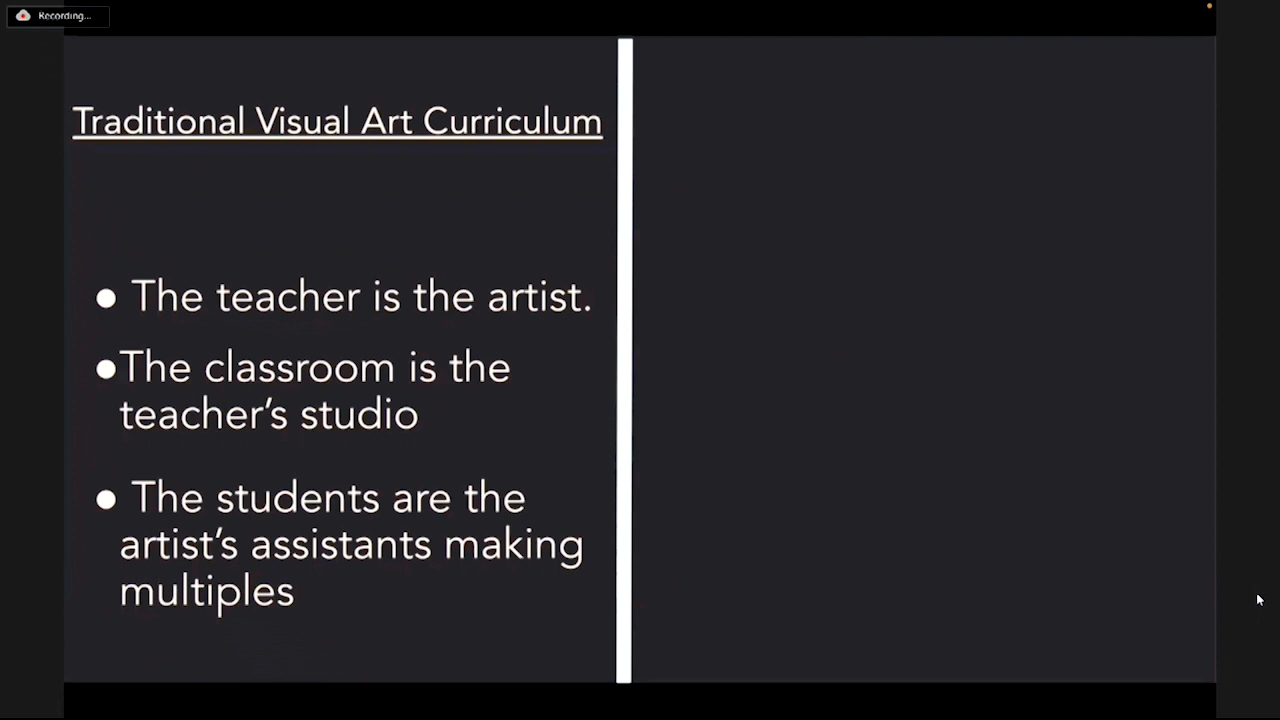 Recording...
Traditional Visual Art Curriculum
● The teacher is the artist.
●The classroom is the
teacher’s studio
● The students are the
artist’s assistants making
multiples